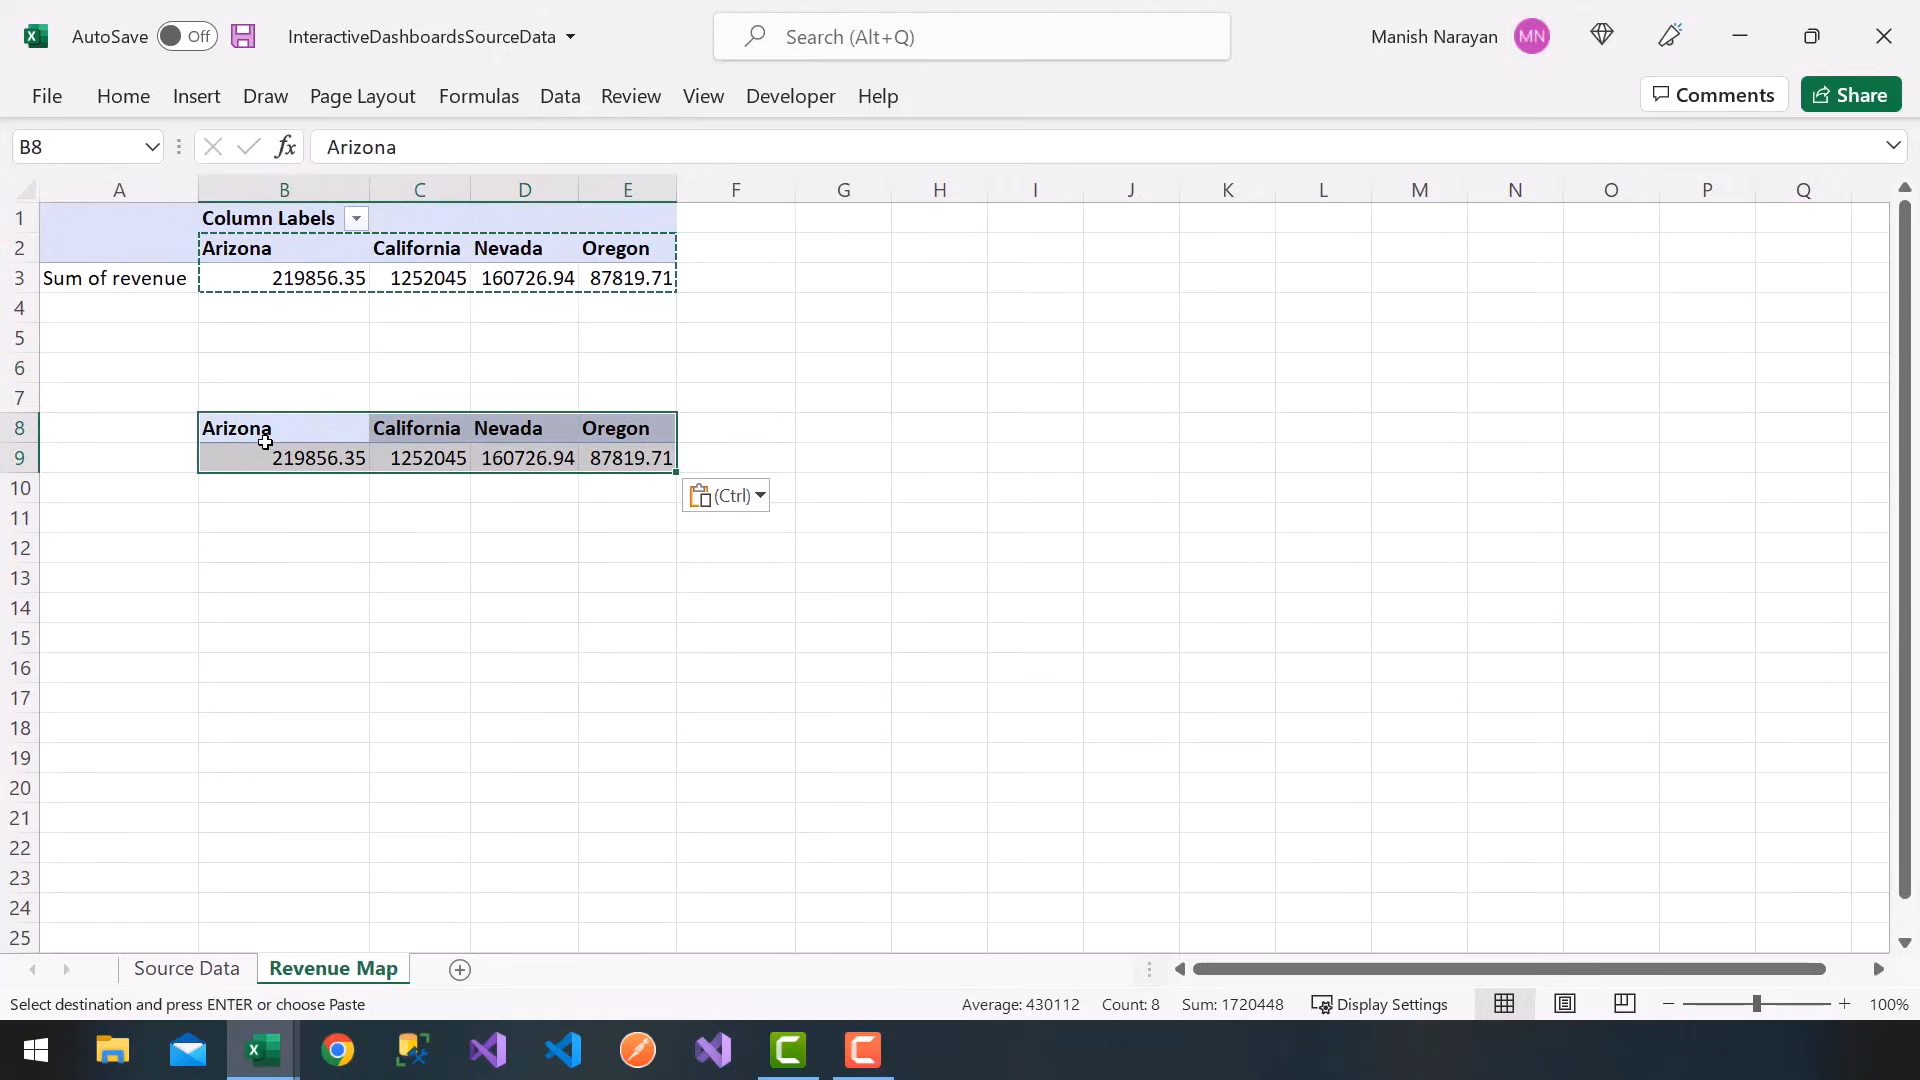 AutoSave Off InteractiveDashboardsSourceData Search (Alt+Q) Manish Narayan MN
File Home Insert Draw Page Layout Formulas Data Review View Developer Help Comments Share
B8 fx Arizona
A B C D E F G H I J K L M N O P Q
1 Column Labels
2 Arizona California Nevada Oregon
3 Sum of revenue 219856.35 1252045 160726.94 87819.71
4
5
6
7
8 Arizona California Nevada Oregon
9 219856.35 1252045 160726.94 87819.71
10 (Ctrl)
11
12
13
14
15
16
17
18
19
20
21
22
23
24
25
Source Data Revenue Map
Select destination and press ENTER or choose Paste Average: 430112 Count: 8 Sum: 1720448 Display Settings 100%